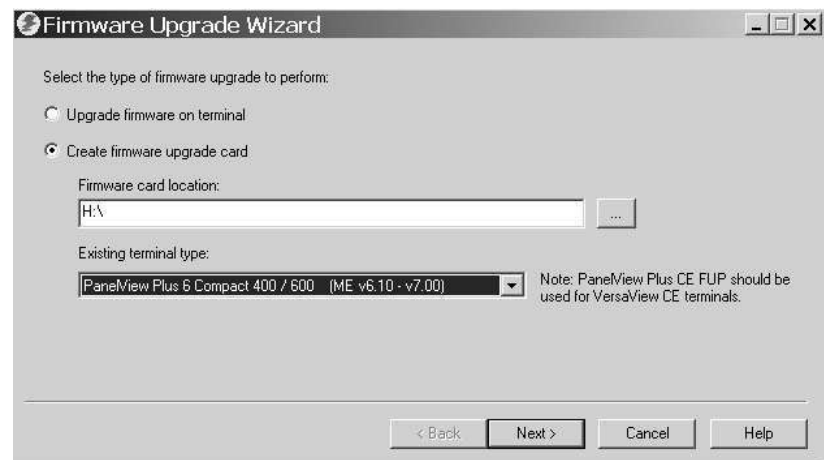 Firmware Upgrade Wizard
Select the type of firmware upgrade to perform:
Upgrade firmware on terminal
Create firmware upgrade card
Firmware card location:
H:\
...
Existing terminal type:
PanelView Plus 6 Compact 400 / 600 (ME v6.10 - v7.00)
Note: PanelView Plus CE FUP should be
used for VersaView CE terminals.
< Back
Next >
Cancel
Help